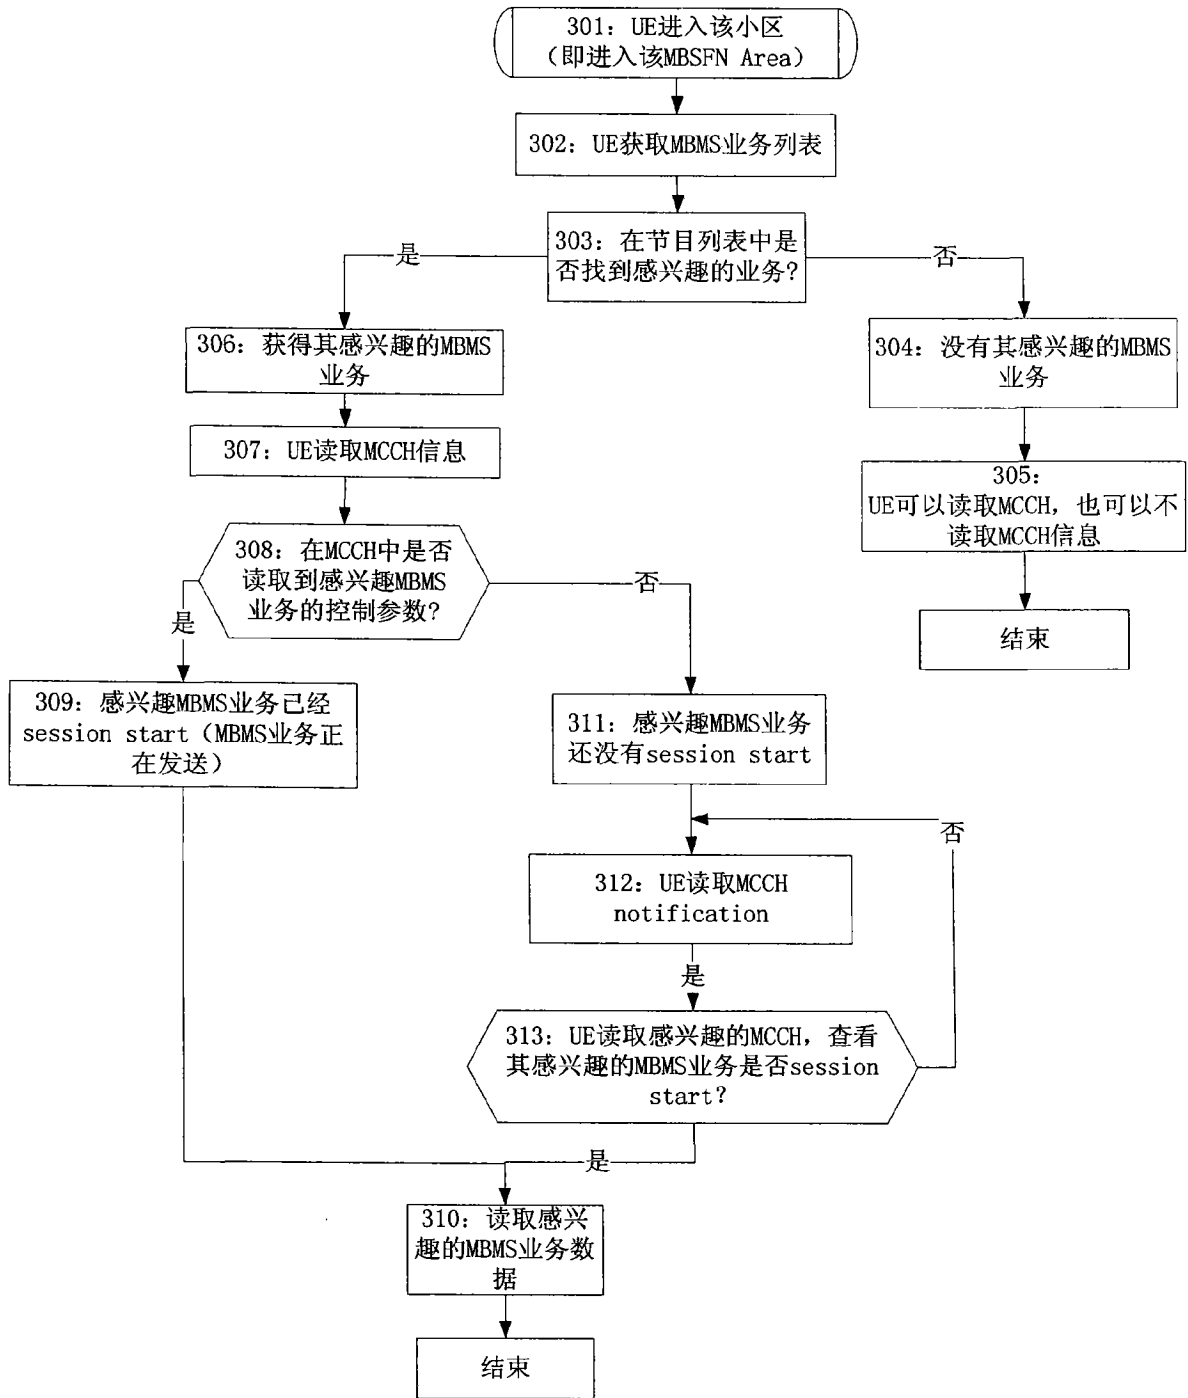 301：UE进入该小区
（即进入该MBSFN Area）
302：UE获取MBMS业务列表
303：在节目列表中是
否找到感兴趣的业务?
是
否
306：获得其感兴趣的MBMS
业务
304：没有其感兴趣的MBMS
业务
307：UE读取MCCH信息
305：
UE可以读取MCCH，也可以不
读取MCCH信息
308：在MCCH中是否
读取到感兴趣MBMS
业务的控制参数?
是
否
结束
309：感兴趣MBMS业务已经
session start（MBMS业务正
在发送）
311：感兴趣MBMS业务
还没有session start
否
312：UE读取MCCH
notification
是
313：UE读取感兴趣的MCCH，查看
其感兴趣的MBMS业务是否session
start？
是
310：读取感兴
趣的MBMS业务数
据
结束